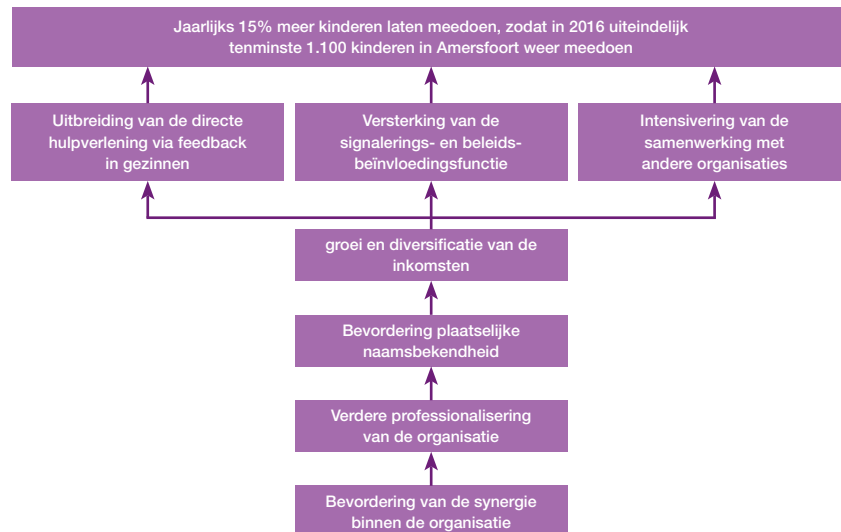 Jaarlijks 15% meer kinderen laten meedoen, zodat in 2016 uiteindelijk
tenminste 1.100 kinderen in Amersfoort weer meedoen
Uitbreiding van de directe
hulpverlening via feedback
in gezinnen
Versterking van de
signalerings- en beleids-
beïnvloedingsfunctie
Intensivering van de
samenwerking met
andere organisaties
groei en diversificatie van de
inkomsten
Bevordering plaatselijke
naamsbekendheid
Verdere professionalisering
van de organisatie
Bevordering van de synergie
binnen de organisatie